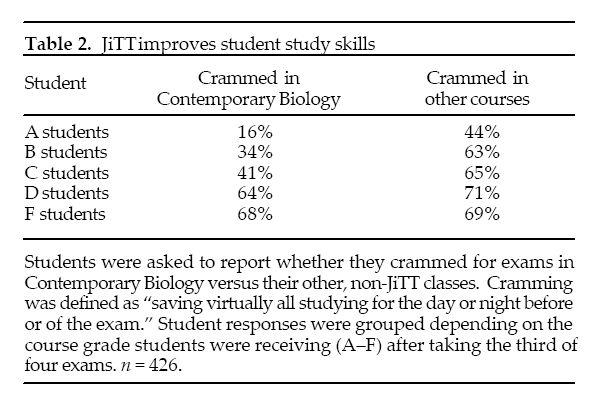 Table 2. JiTT improves student study skills
Student Crammed in Contemporary Biology Crammed in other courses
A students 16% 44%
B students 34% 63%
C students 41% 65%
D students 64% 71%
F students 68% 69%
Students were asked to report whether they crammed for exams in
Contemporary Biology versus their other, non-JiTT classes. Cramming
was defined as “saving virtually all studying for the day or night before
or of the exam.” Student responses were grouped depending on the
course grade students were receiving (A–F) after taking the third of
four exams. n = 426.